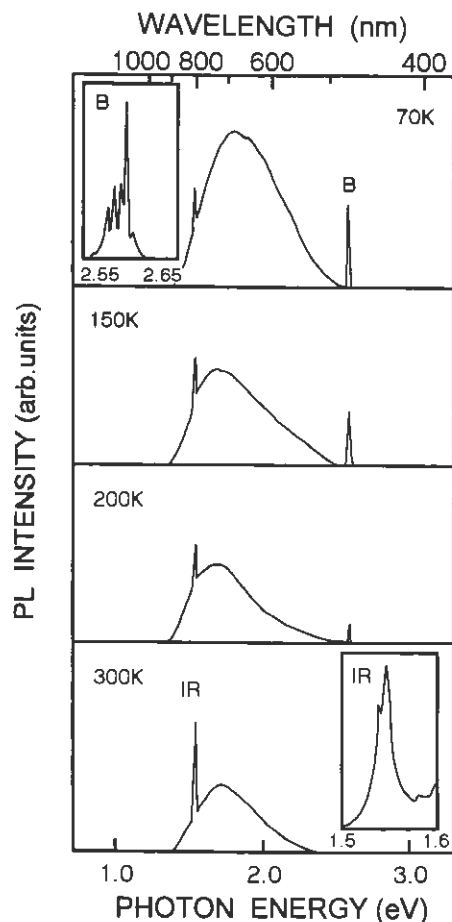 WAVELENGTH (nm)
1000 800 600 400
B
70K
B
2.55 2.65
150K
200K
300K
IR
IR
1.5 1.6
1.0 2.0 3.0
PHOTON ENERGY (eV)
PL INTENSITY (arb.units)